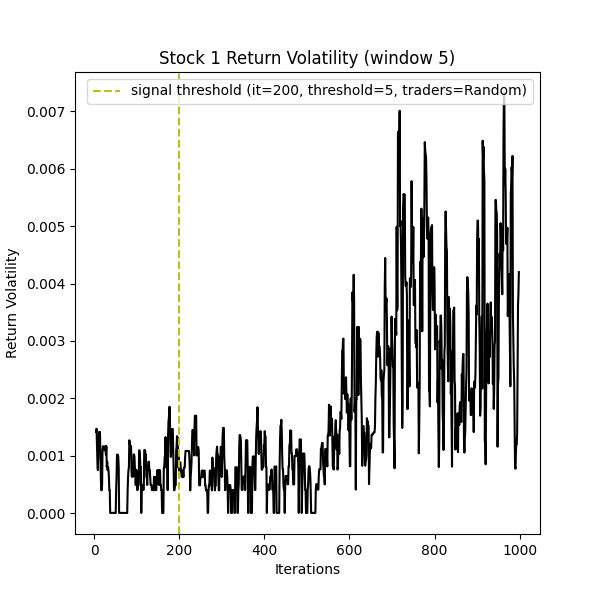 Stock 1 Return Volatility (window 5)
signal threshold (it=200, threshold=5, traders=Random)
0.007
0.006
0.005
0.004
0.003
0.002
0.001
0.000
Return Volatility
0 200 400 600 800 1000
Iterations